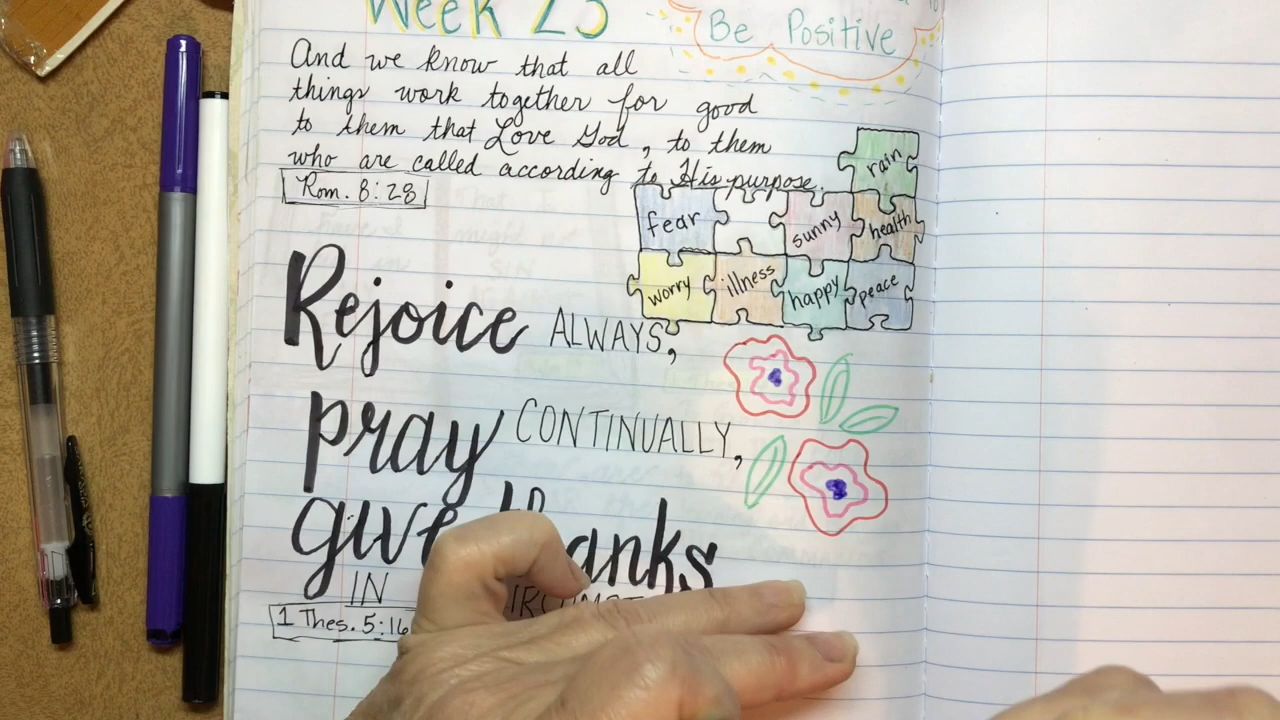 Week 23
Be Positive
And we know that all
things work together for good
to them that Love God, to them
who are called according to His purpose.
Rom. 8:28
rain
fear
sunny
health
worry
illness
happy
peace
Rejoice ALWAYS,
pray CONTINUALLY,
give thanks
IN
1 Thes. 5:16